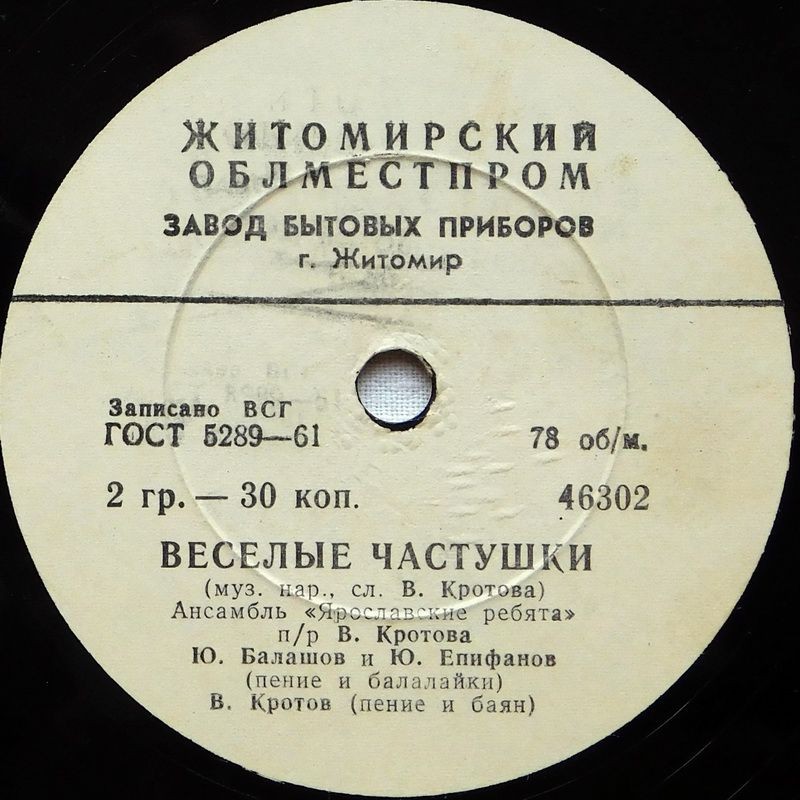 ЖИТОМИРСКИЙ
ОБЛМЕСТПРОМ
ЗАВОД БЫТОВЫХ ПРИБОРОВ
г. Житомир
Записано ВСГ
ГОСТ 5289—61 78 об/м.
2 гр. — 30 коп. 46302
ВЕСЕЛЫЕ ЧАСТУШКИ
(муз. нар., сл. В. Кротова)
Ансамбль «Ярославские ребята»
п/р В. Кротова
Ю. Балашов и Ю. Епифанов
(пение и балалайки)
В. Кротов (пение и баян)